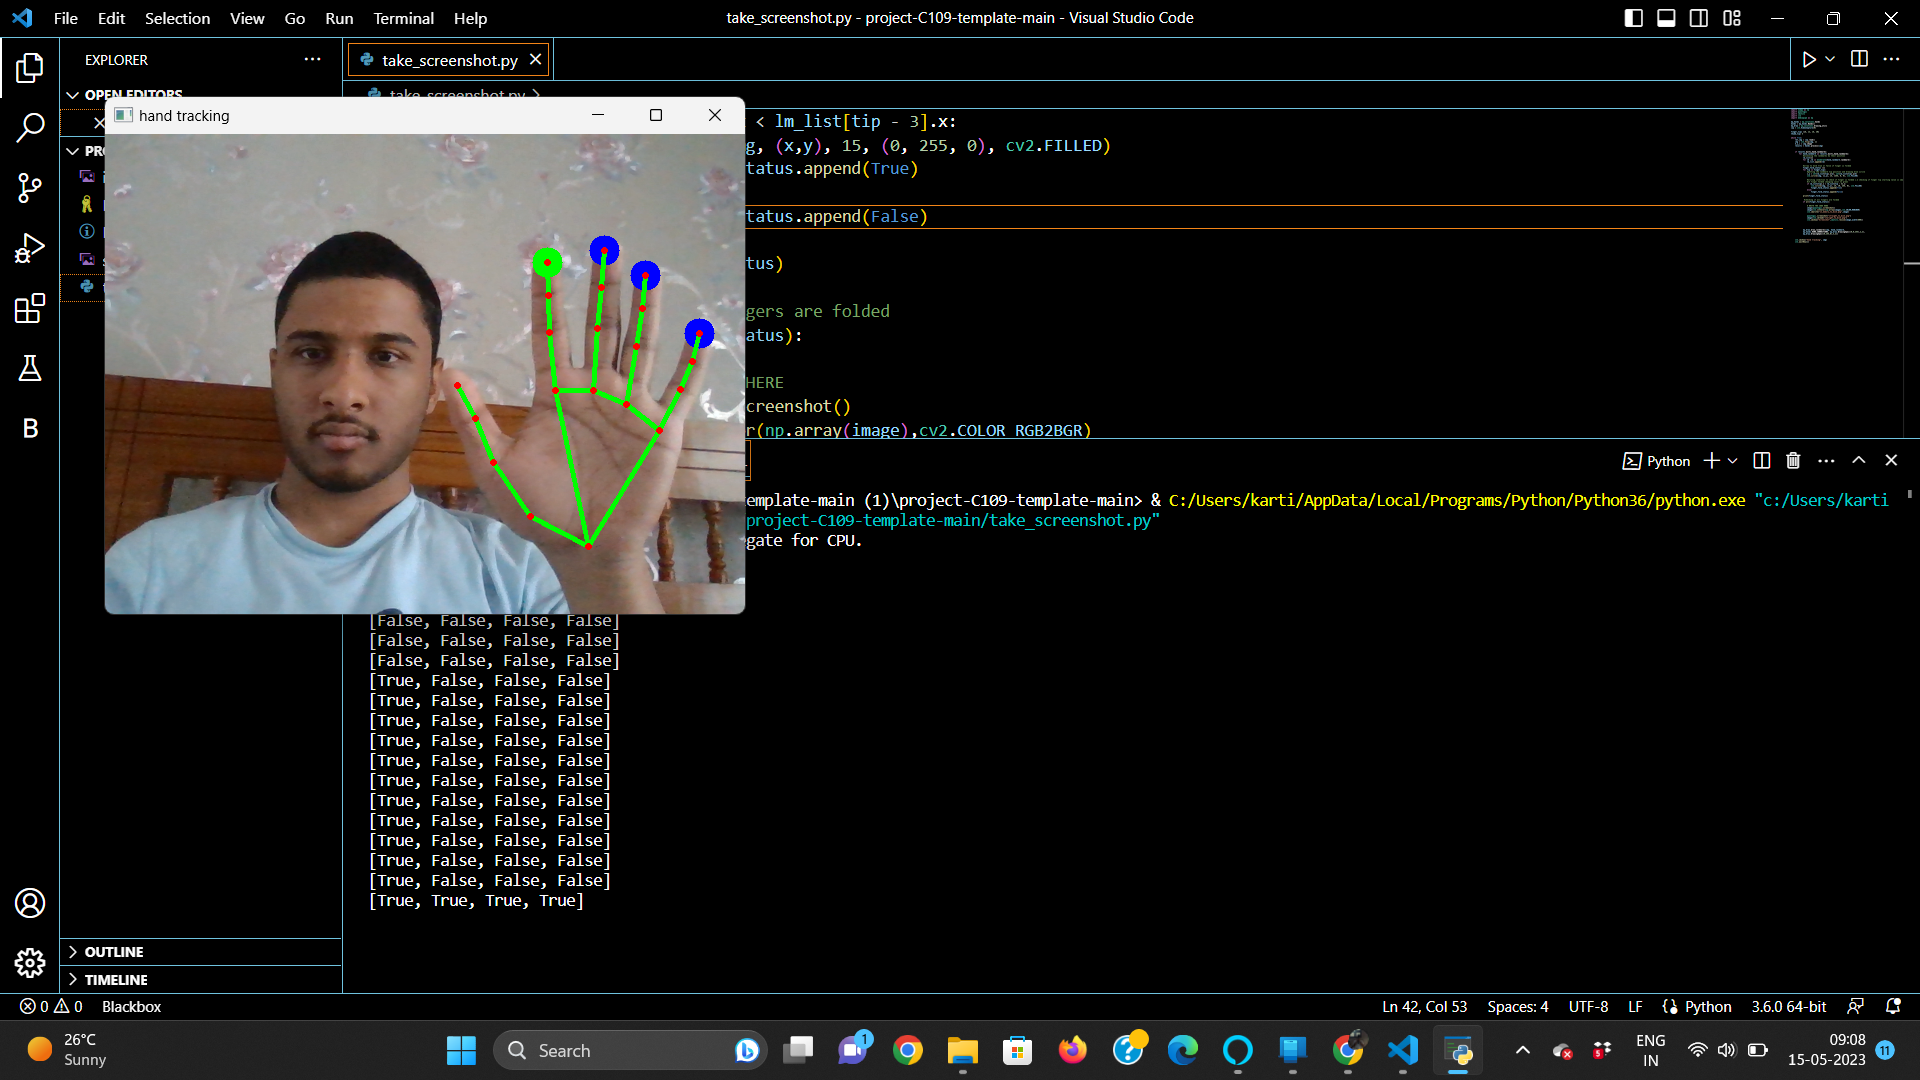 File Edit Selection View Go Run Terminal Help
take_screenshot.py - project-C109-template-main - Visual Studio Code
EXPLORER
take_screenshot.py
OPEN EDITORS
take_screenshot.py
hand tracking
< lm_list[tip - 3].x:
g, (x,y), 15, (0, 255, 0), cv2.FILLED)
tatus.append(True)
tatus.append(False)
tus)
gers are folded
atus):
HERE
creenshot()
r(np.array(image),cv2.COLOR_RGB2BGR)
Python
emplate-main (1)\project-C109-template-main> & C:/Users/karti/AppData/Local/Programs/Python/Python36/python.exe "c:/Users/karti
project-C109-template-main/take_screenshot.py"
gate for CPU.
[False, False, False, False]
[False, False, False, False]
[False, False, False, False]
[True, False, False, False]
[True, False, False, False]
[True, False, False, False]
[True, False, False, False]
[True, False, False, False]
[True, False, False, False]
[True, False, False, False]
[True, False, False, False]
[True, False, False, False]
[True, False, False, False]
[True, False, False, False]
[True, True, True, True]
OUTLINE
TIMELINE
0 0 Blackbox
Ln 42, Col 53 Spaces: 4 UTF-8 LF Python 3.6.0 64-bit
26°C
Sunny
Search
1
ENG
IN
09:08
15-05-2023
11